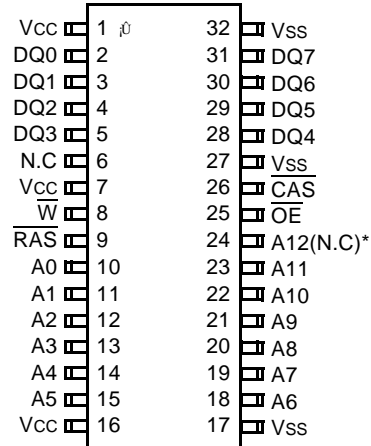 VCC 1 ¡Û 32 VSS
DQ0 2 31 DQ7
DQ1 3 30 DQ6
DQ2 4 29 DQ5
DQ3 5 28 DQ4
N.C 6 27 VSS
VCC 7 26 CAS
W 8 25 OE
RAS 9 24 A12(N.C)*
A0 10 23 A11
A1 11 22 A10
A2 12 21 A9
A3 13 20 A8
A4 14 19 A7
A5 15 18 A6
VCC 16 17 VSS